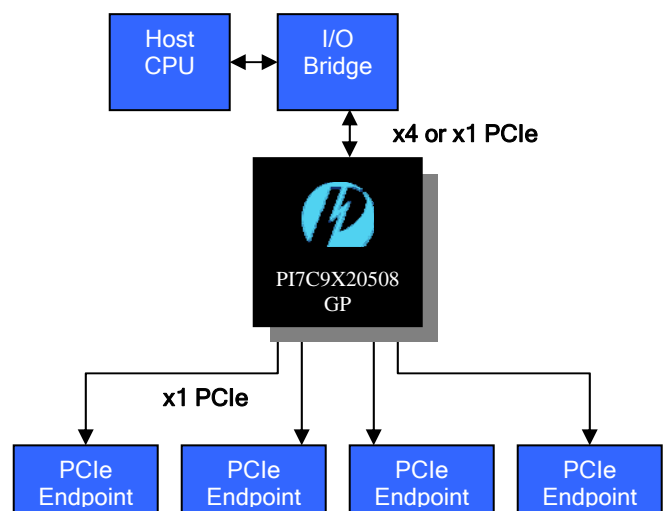 Host
CPU
I/O
Bridge
x4 or x1 PCIe
PI7C9X20508
GP
x1 PCIe
PCIe
Endpoint
PCIe
Endpoint
PCIe
Endpoint
PCIe
Endpoint